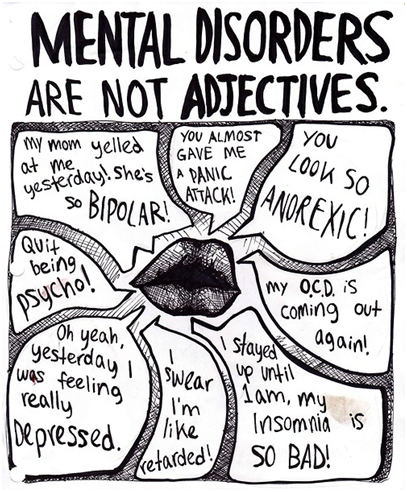 MENTAL DISORDERS
ARE NOT ADJECTIVES.
My mom yelled
at me
yesterday!. She's
so BIPOLAR!
YOU ALMOST
GAVE ME
A PANIC
ATTACK!
YOU
LOOK SO
ANOREXIC!
Quit
being
psycho!
my O.C.D. is
coming out
again!
Oh yeah,
yesterday I
was feeling
really
Depressed.
I
swear
I'm
like
retarded!
I stayed
up until
1am, my
Insomnia is
SO BAD!